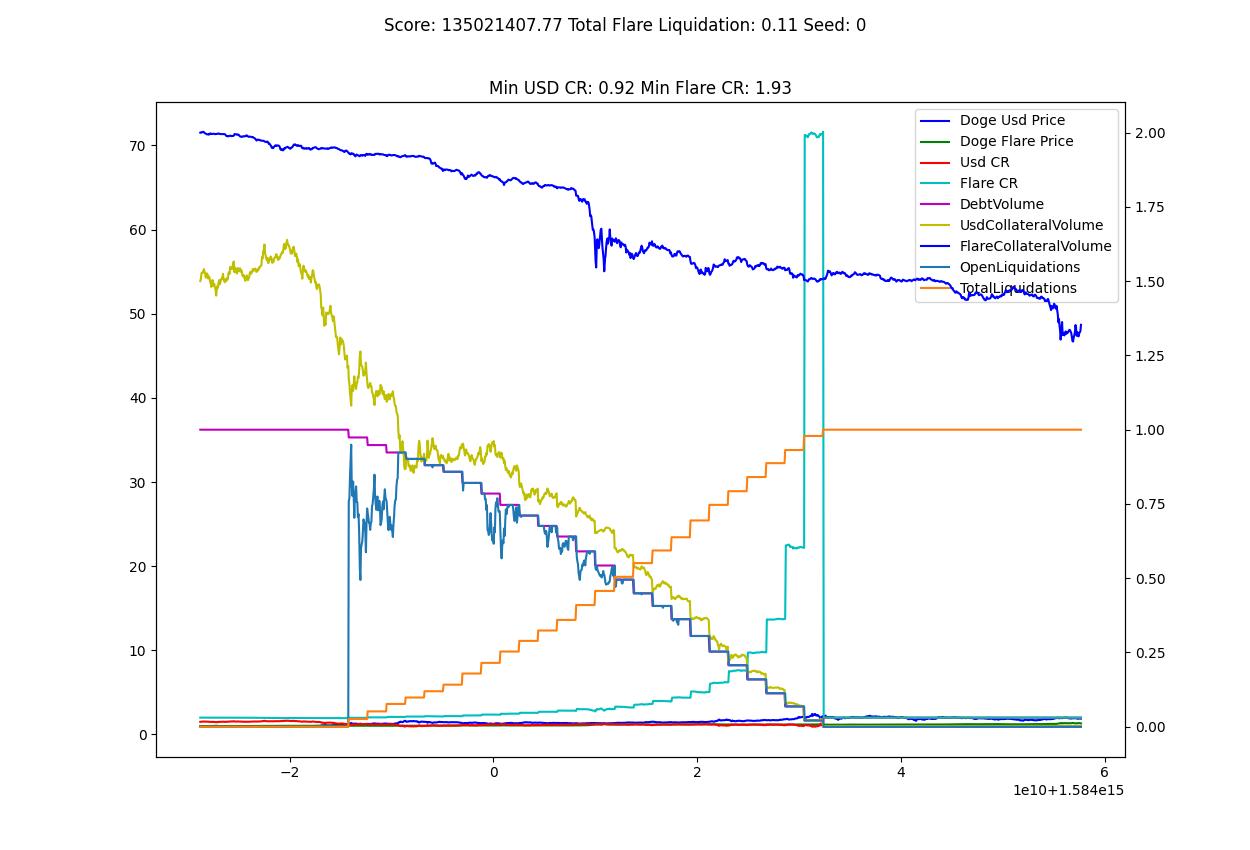 Score: 135021407.77 Total Flare Liquidation: 0.11 Seed: 0
Min USD CR: 0.92 Min Flare CR: 1.93
Doge Usd Price
Doge Flare Price
Usd CR
Flare CR
DebtVolume
UsdCollateralVolume
FlareCollateralVolume
OpenLiquidations
TotalLiquidations
70
60
50
40
30
20
10
0
2.00
1.75
1.50
1.25
1.00
0.75
0.50
0.25
0.00
−2
0
2
4
6
1e10+1.584e15